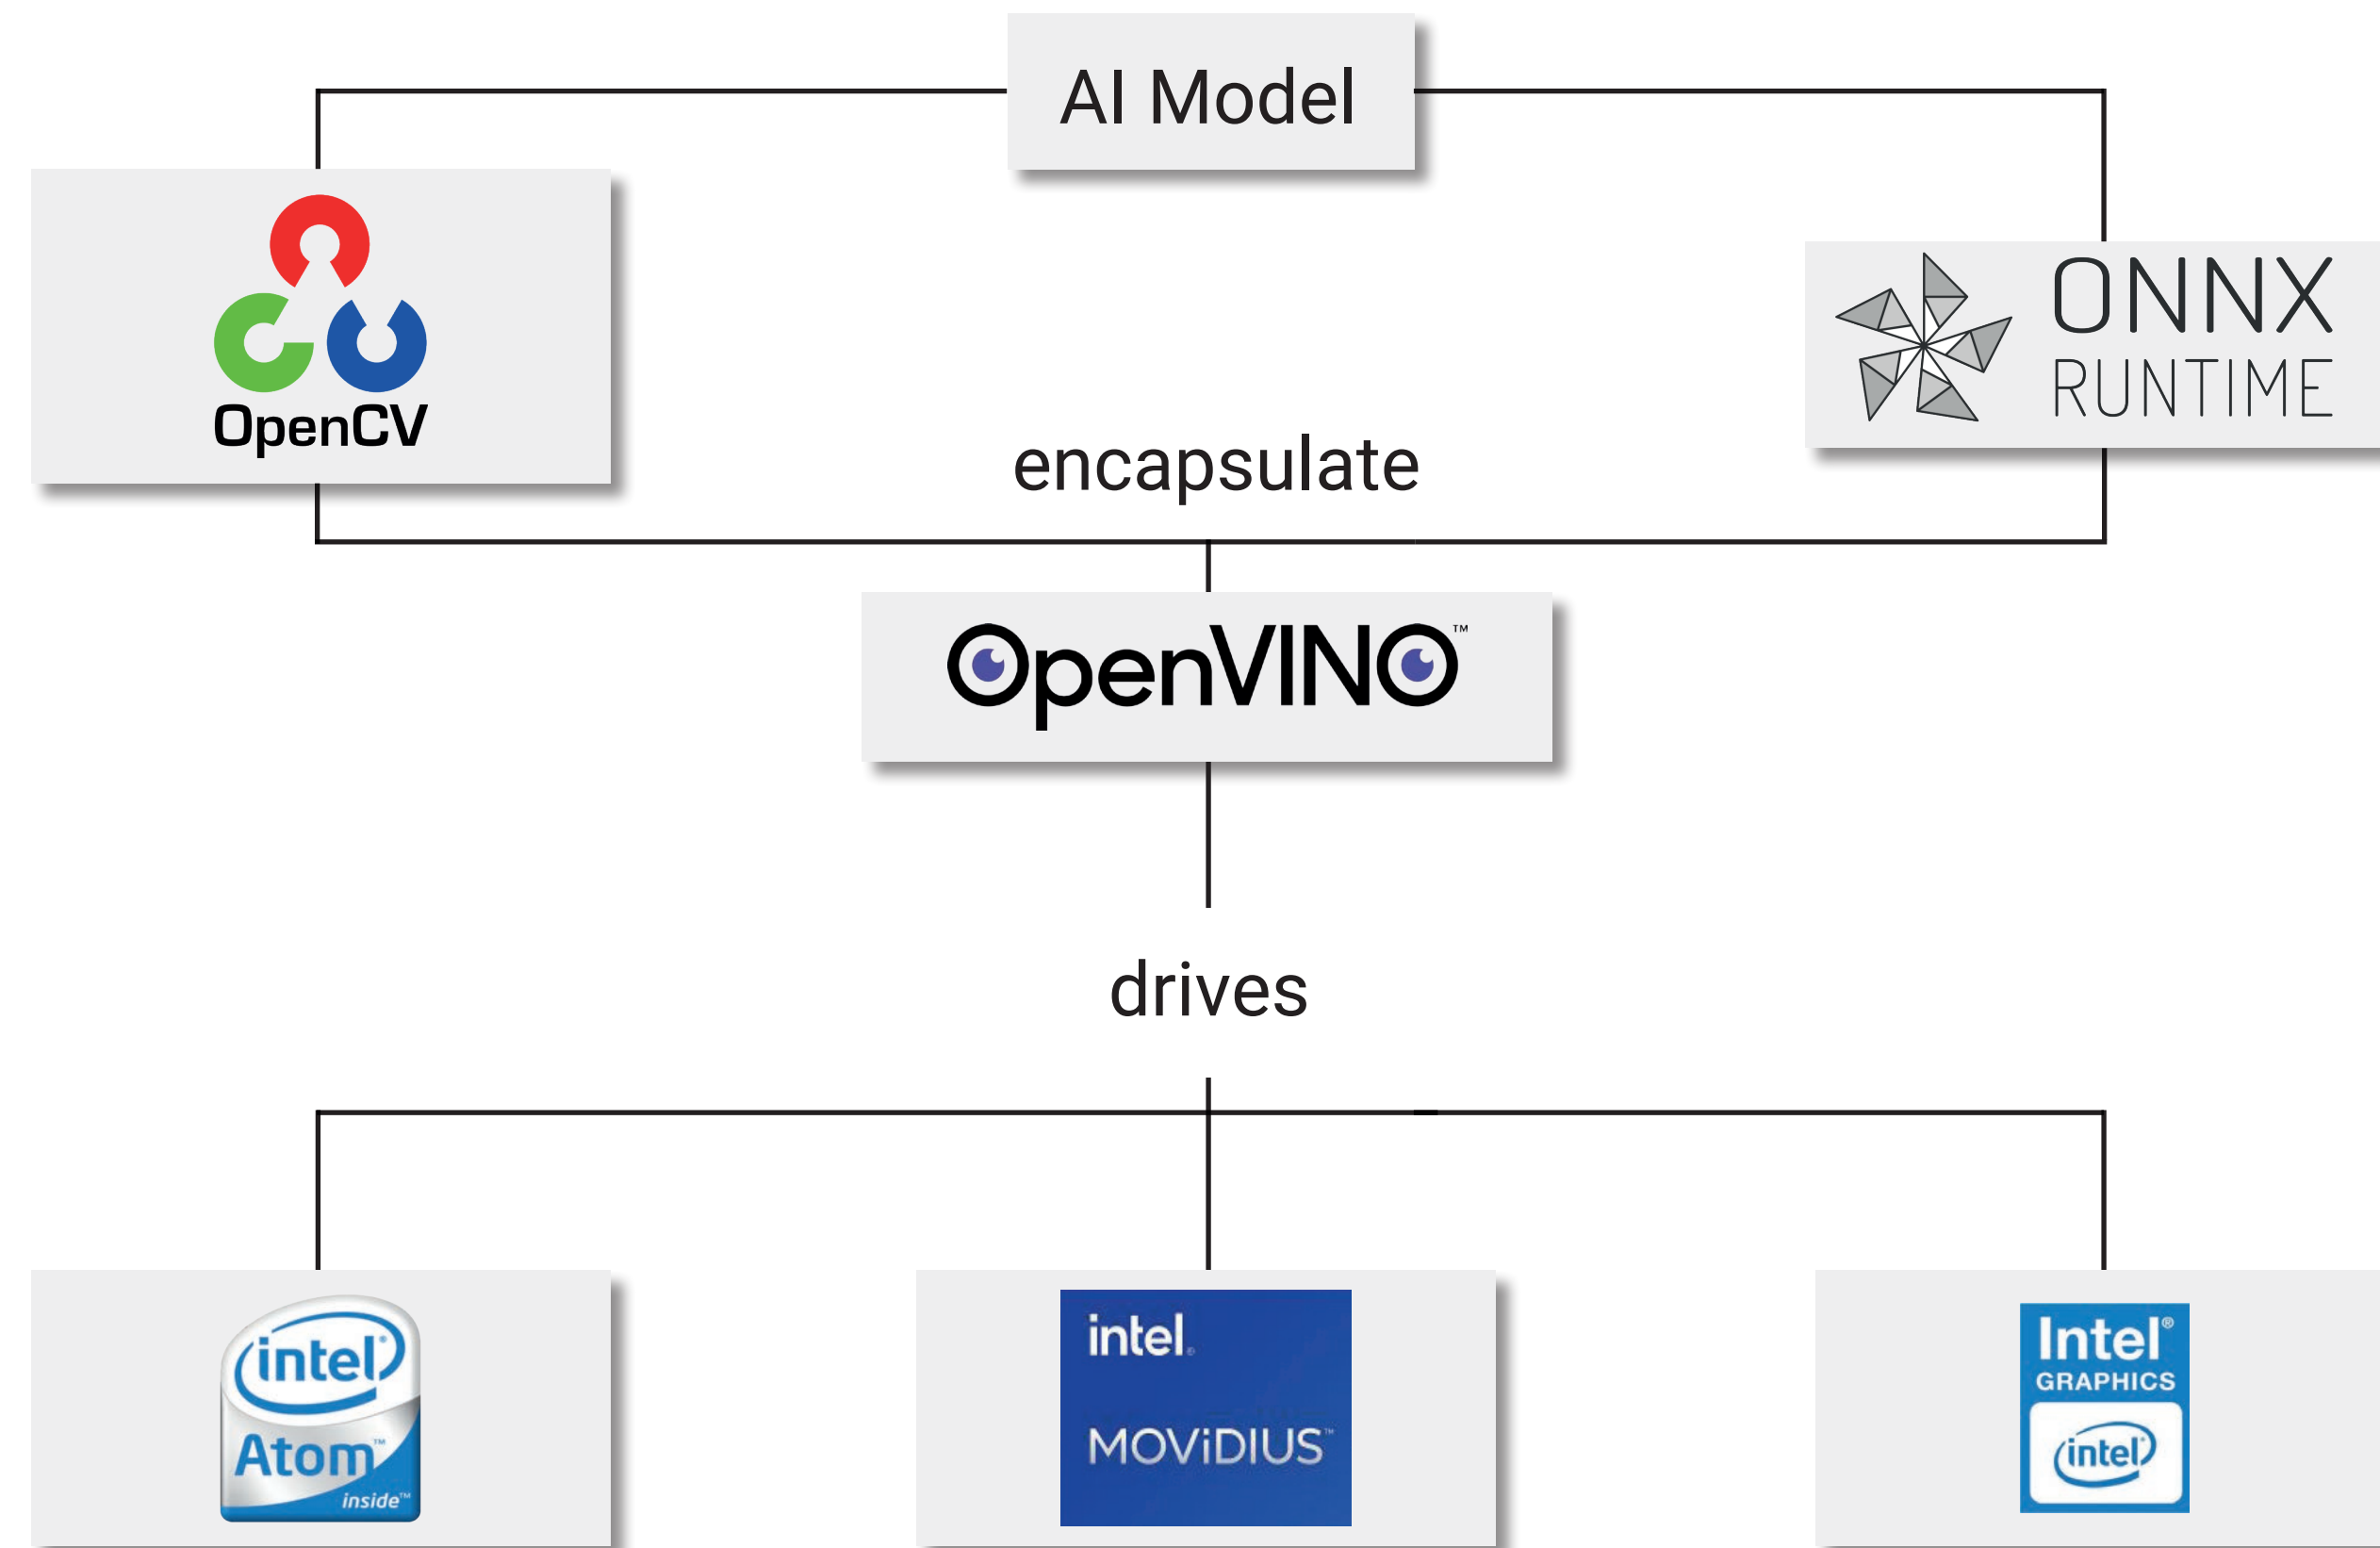 AI Model
OpenCV
ONNX
RUNTIME
encapsulate
OpenVINO™
drives
intel®
Atom™
inside™
intel®
MOViDIUS™
Intel®
GRAPHICS
intel®